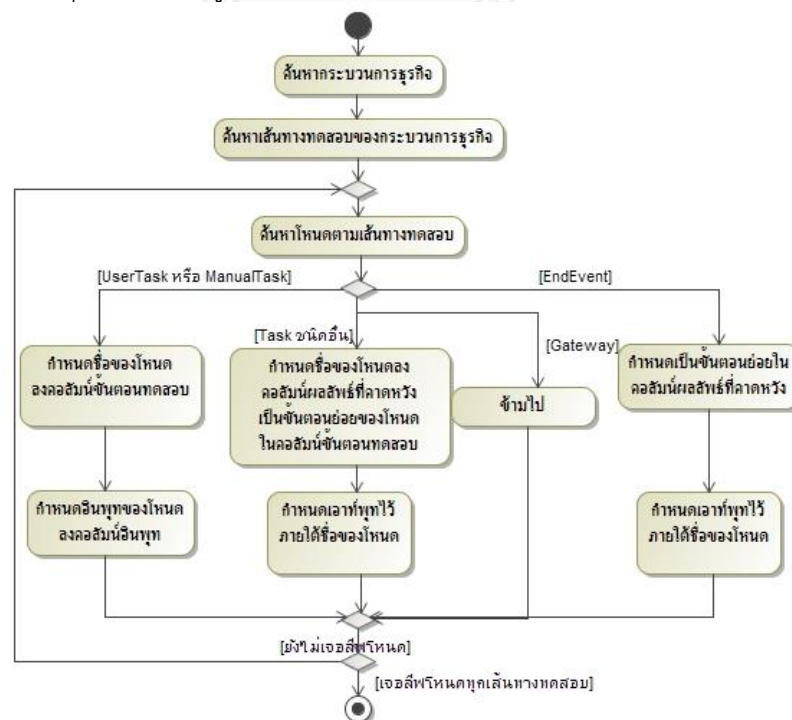 ค้นหากระบวนการธุรกิจ
ค้นหาเส้นทางทดสอบของกระบวนการธุรกิจ
ค้นหาโหนดตามเส้นทางทดสอบ
[UserTask หรือ ManualTask]
[EndEvent]
[Task ชนิดอื่น]
[Gateway]
กำหนดชื่อของโหนด
ลงคอลัมน์ขั้นตอนทดสอบ
กำหนดชื่อของโหนดลง
คอลัมน์ผลลัพธ์ที่คาดหวัง
เป็นขั้นตอนย่อยของโหนด
ในคอลัมน์ขั้นตอนทดสอบ
ข้ามไป
กำหนดเป็นขั้นตอนย่อยใน
คอลัมน์ผลลัพธ์ที่คาดหวัง
กำหนดอินพุทของโหนด
ลงคอลัมน์อินพุท
กำหนดเอาท์พุทไว้
ภายใต้ชื่อของโหนด
กำหนดเอาท์พุทไว้
ภายใต้ชื่อของโหนด
[ยังไม่เจอลีฟโหนด]
[เจอลีฟโหนดทุกเส้นทางทดสอบ]